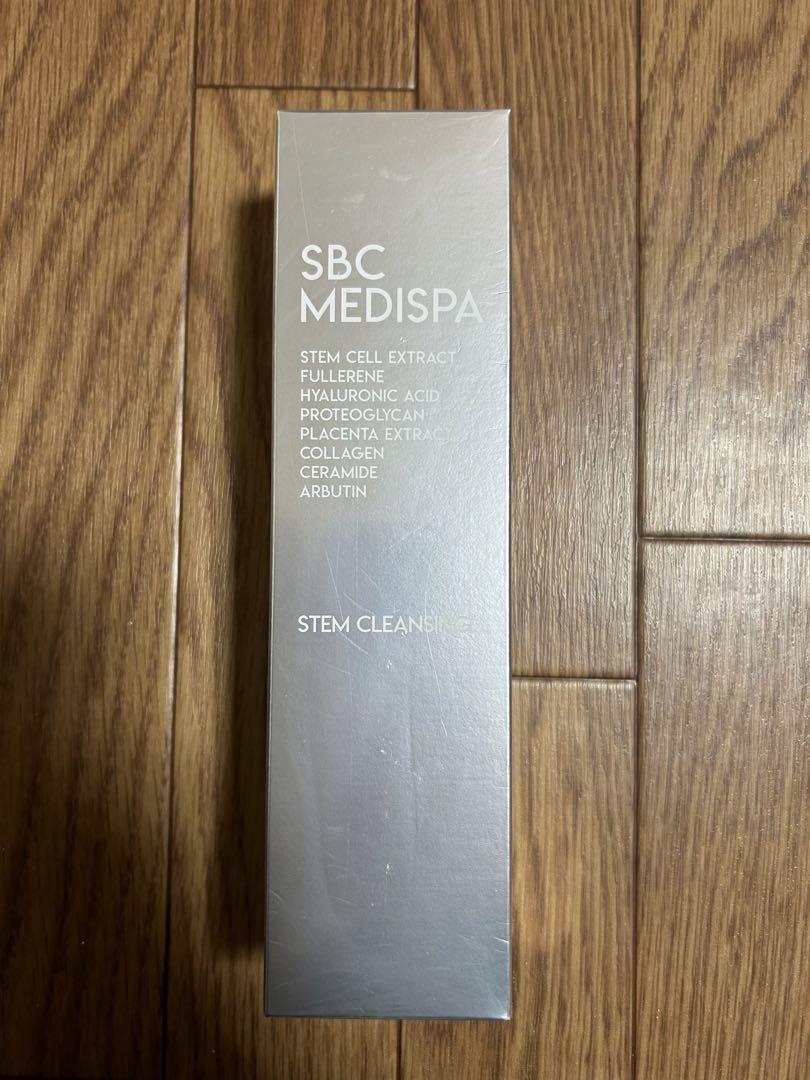 SBC
MEDISPA
STEM CELL EXTRACT
FULLERENE
HYALURONIC ACID
PROTEOGLYCAN
PLACENTA EXTRACT
COLLAGEN
CERAMIDE
ARBUTIN
STEM CLEANSING